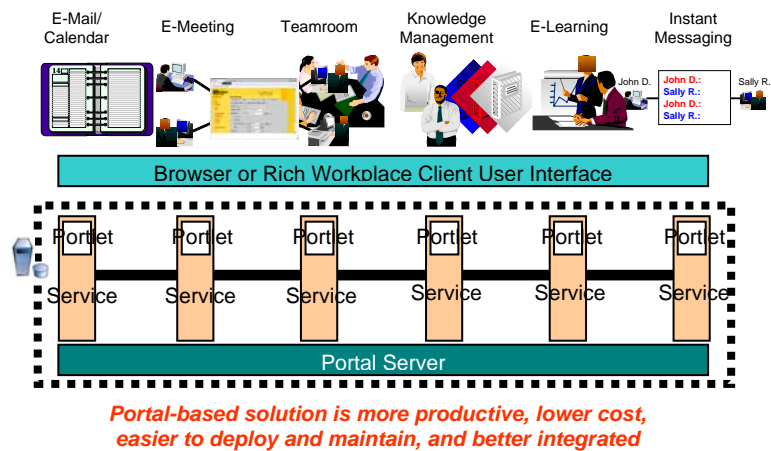 E-Mail/
Calendar
E-Meeting
Teamroom
Knowledge
Management
E-Learning
Instant
Messaging
14
John D.
John D.:
Sally R.:
John D.:
Sally R.:
Sally R.
Browser or Rich Workplace Client User Interface
Portlet Portlet Portlet Portlet Portlet Portlet
Service Service Service Service Service Service
Portal Server
Portal-based solution is more productive, lower cost,
easier to deploy and maintain, and better integrated